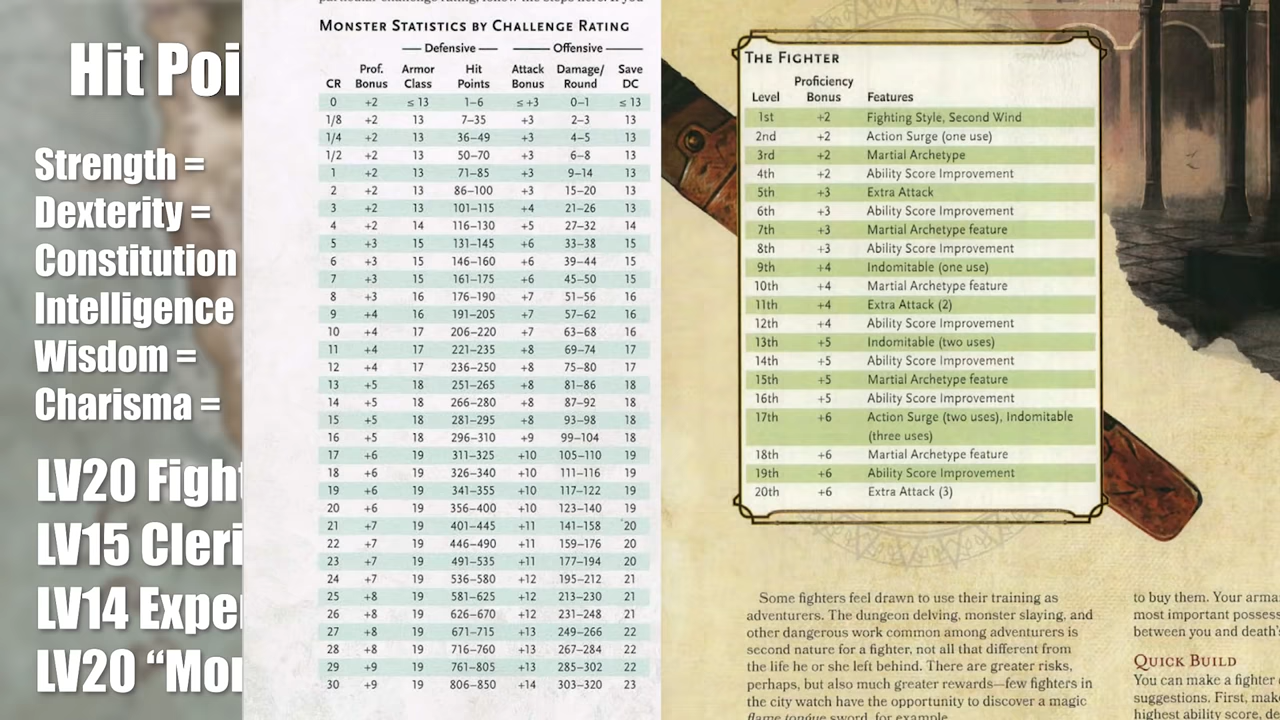 Hit Poi
Strength =
Dexterity =
Constitution
Intelligence
Wisdom =
Charisma =
LV20 Fight
LV15 Cleri
LV14 Exper
LV20 “Mon
MONSTER STATISTICS BY CHALLENGE RATING
Defensive Offensive
Prof. Armor Hit Attack Damage/ Save
CR Bonus Class Points Bonus Round DC
0 +2 ≤ 13 1–6 ≤ +3 0–1 ≤ 13
1/8 +2 13 7–35 +3 2–3 13
1/4 +2 13 36–49 +3 4–5 13
1/2 +2 13 50–70 +3 6–8 13
1 +2 13 71–85 +3 9–14 13
2 +2 13 86–100 +3 15–20 13
3 +2 13 101–115 +4 21–26 13
4 +2 14 116–130 +5 27–32 14
5 +3 15 131–145 +6 33–38 15
6 +3 15 146–160 +6 39–44 15
7 +3 15 161–175 +6 45–50 15
8 +3 16 176–190 +7 51–56 16
9 +4 16 191–205 +7 57–62 16
10 +4 17 206–220 +7 63–68 16
11 +4 17 221–235 +8 69–74 17
12 +4 17 236–250 +8 75–80 17
13 +5 18 251–265 +8 81–86 18
14 +5 18 266–280 +8 87–92 18
15 +5 18 281–295 +8 93–98 18
16 +5 18 296–310 +9 99–104 18
17 +6 19 311–325 +10 105–110 19
18 +6 19 326–340 +10 111–116 19
19 +6 19 341–355 +10 117–122 19
20 +6 19 356–400 +10 123–140 19
21 +7 19 401–445 +11 141–158 20
22 +7 19 446–490 +11 159–176 20
23 +7 19 491–535 +11 177–194 20
24 +7 19 536–580 +12 195–212 21
25 +8 19 581–625 +12 213–230 21
26 +8 19 626–670 +12 231–248 21
27 +8 19 671–715 +13 249–266 22
28 +8 19 716–760 +13 267–284 22
29 +9 19 761–805 +13 285–302 22
30 +9 19 806–850 +14 303–320 23
THE FIGHTER
Proficiency
Level Bonus Features
1st +2 Fighting Style, Second Wind
2nd +2 Action Surge (one use)
3rd +2 Martial Archetype
4th +2 Ability Score Improvement
5th +3 Extra Attack
6th +3 Ability Score Improvement
7th +3 Martial Archetype feature
8th +3 Ability Score Improvement
9th +4 Indomitable (one use)
10th +4 Martial Archetype feature
11th +4 Extra Attack (2)
12th +4 Ability Score Improvement
13th +5 Indomitable (two uses)
14th +5 Ability Score Improvement
15th +5 Martial Archetype feature
16th +5 Ability Score Improvement
17th +6 Action Surge (two uses), Indomitable
(three uses)
18th +6 Martial Archetype feature
19th +6 Ability Score Improvement
20th +6 Extra Attack (3)
Some fighters feel drawn to use their training as
adventurers. The dungeon delving, monster slaying, and
other dangerous work common among adventurers is
second nature for a fighter, not all that different from
the life he or she left behind. There are greater risks,
perhaps, but also much greater rewards—few fighters in
the city watch have the opportunity to discover a magic
flame tongue sword, for example.
to buy them. Your arma
most important possess
between you and death's
QUICK BUILD
You can make a fighter
suggestions. First, make
highest ability score, de